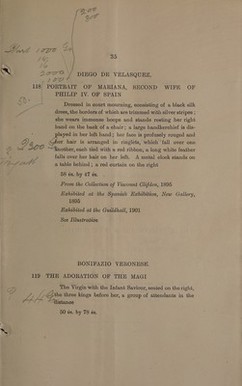 35
DIEGO DE VELASQUEZ.
118 PORTRAIT OF MARIANA, SECOND WIFE OF
PHILIP IV. OF SPAIN
Dressed in court mourning, consisting of a black silk
dress, the borders of which are trimmed with silver stripes;
she wears immense hoops and stands resting her right
hand on the back of a chair; a large handkerchief is dis-
played in her left hand; her face is profusely rouged and
her hair is arranged in ringlets, which fall over one
another, each tied with a red ribbon, a long white feather
falls over her hair on her left. A metal clock stands on
a table behind; a red curtain on the right
58 in. by 47 in.
From the Collection of Viscount Clifden, 1895
Exhibited at the Spanish Exhibition, New Gallery,
1895
Exhibited at the Guildhall, 1901
See Illustration
BONIFAZIO VERONESE.
119 THE ADORATION OF THE MAGI
The Virgin with the Infant Saviour, seated on the right,
the three kings before her, a group of attendants in the
distance
50 in. by 78 in.